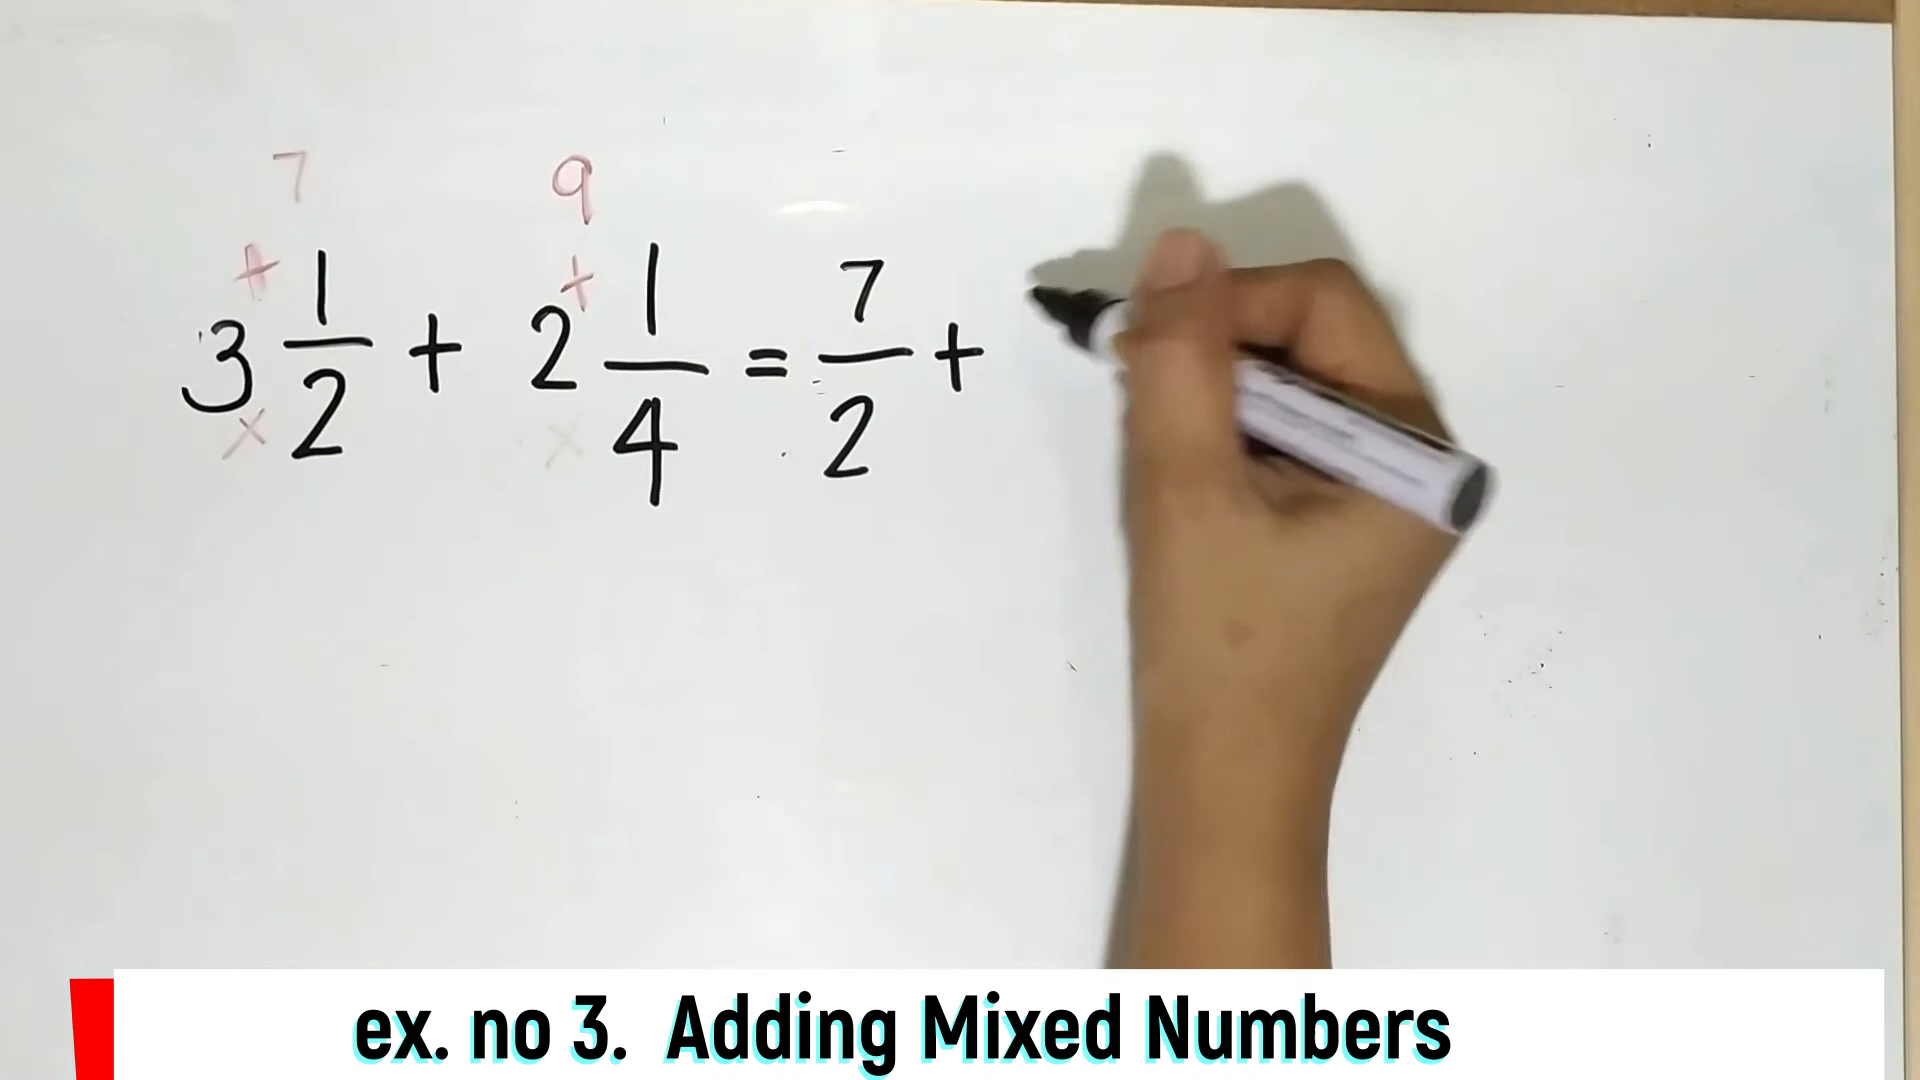 7 9
+ +
3 1/2 + 2 1/4 = 7/2 +
× ×
ex. no 3. Adding Mixed Numbers